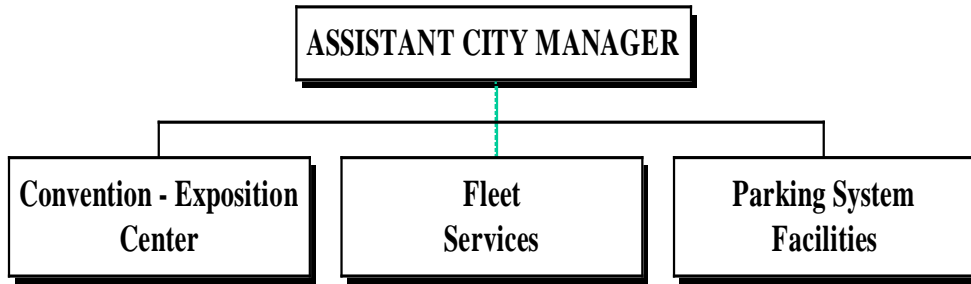 ASSISTANT CITY MANAGER
Convention - Exposition
Center
Fleet
Services
Parking System
Facilities